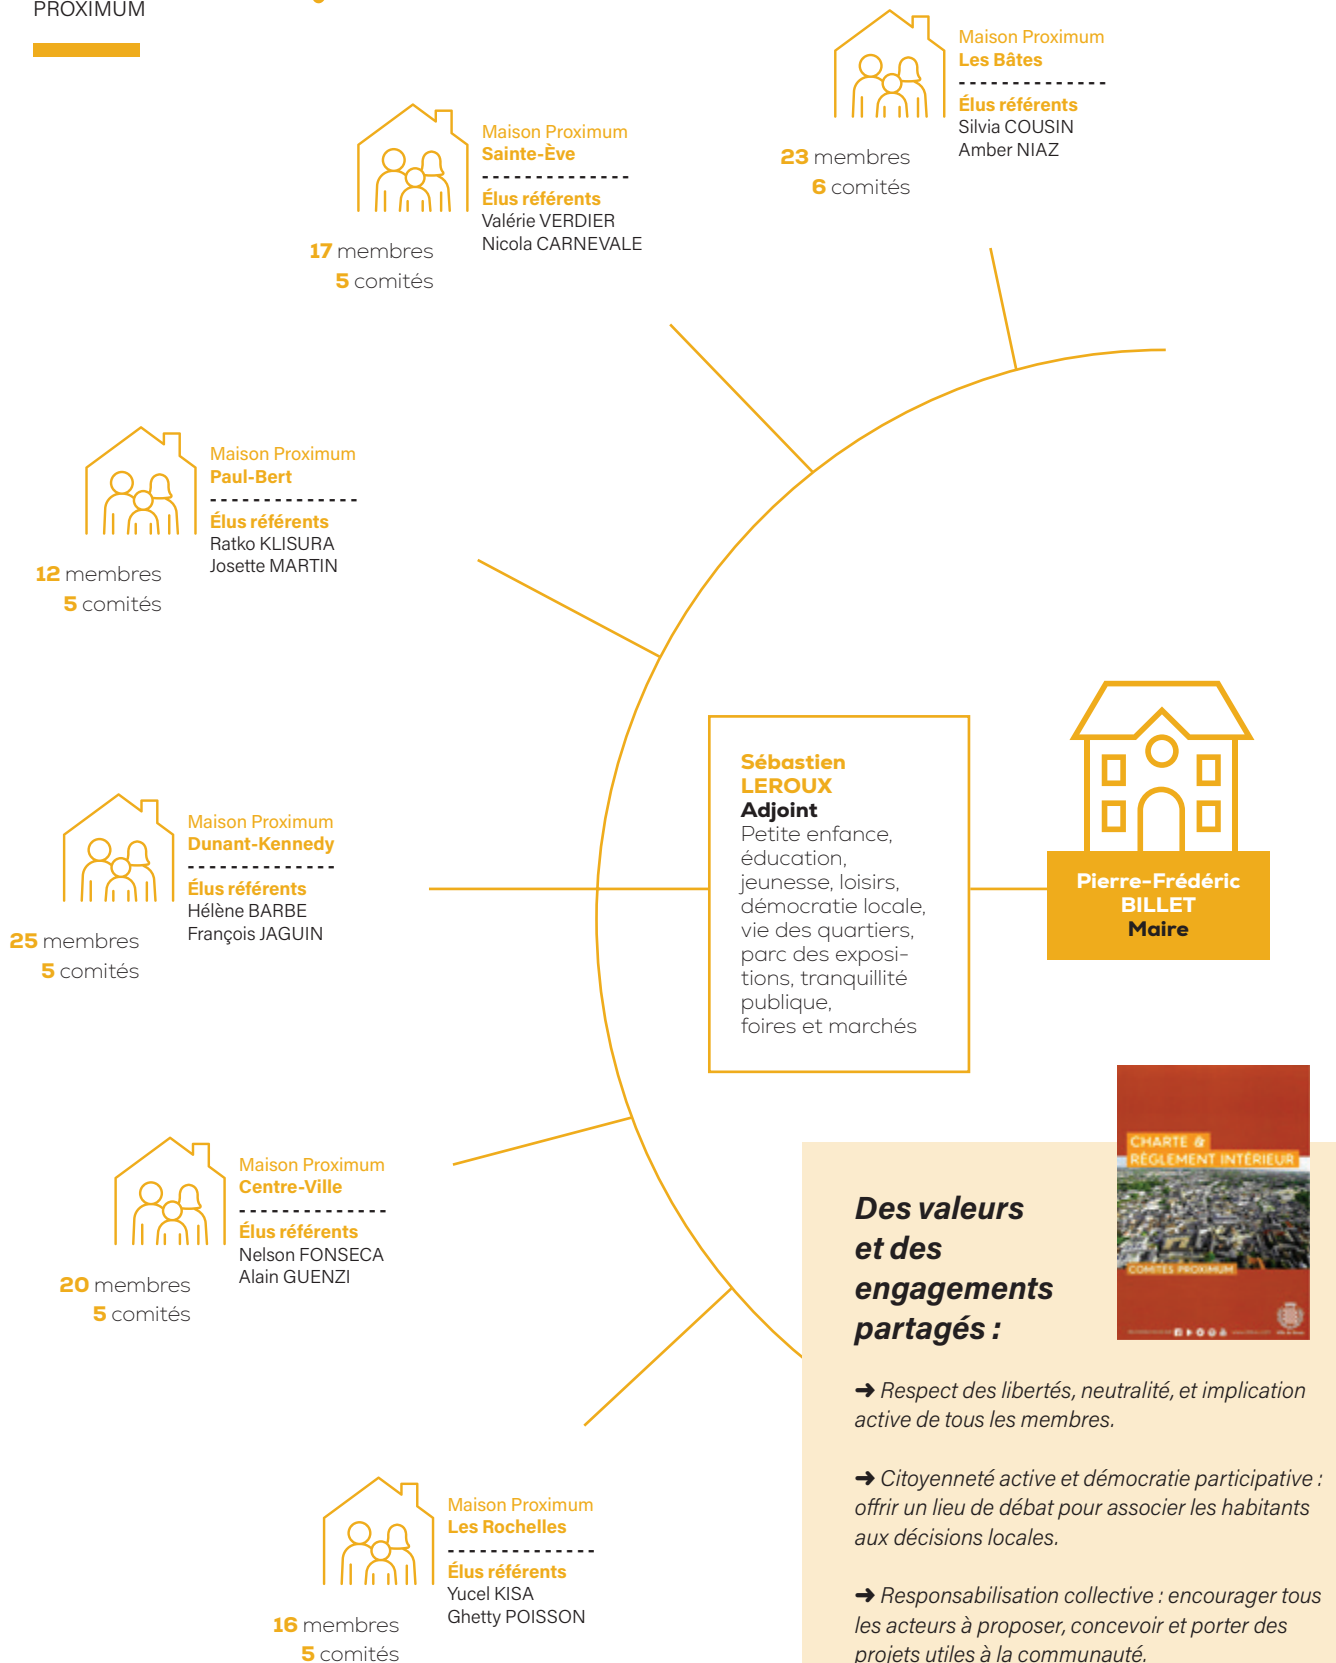 PROXIMUM
Maison Proximum
Les Bâtes
Élus référents
Silvia COUSIN
Amber NIAZ
23 membres
6 comités
Maison Proximum
Sainte-Ève
Élus référents
Valérie VERDIER
Nicola CARNEVALE
17 membres
5 comités
Maison Proximum
Paul-Bert
Élus référents
Ratko KLISURA
Josette MARTIN
12 membres
5 comités
Maison Proximum
Dunant-Kennedy
Élus référents
Hélène BARBE
François JAGUIN
25 membres
5 comités
Sébastien
LEROUX
Adjoint
Petite enfance,
éducation,
jeunesse, loisirs,
démocratie locale,
vie des quartiers,
parc des exposi-
tions, tranquillité
publique,
foires et marchés
Pierre-Frédéric
BILLET
Maire
Maison Proximum
Centre-Ville
Élus référents
Nelson FONSECA
Alain GUENZI
20 membres
5 comités
Maison Proximum
Les Rochelles
Élus référents
Yucel KISA
Ghetty POISSON
16 membres
5 comités
CHARTE &
RÈGLEMENT INTÉRIEUR
COMITÉS PROXIMUM
Des valeurs
et des
engagements
partagés :
➜ Respect des libertés, neutralité, et implication
active de tous les membres.
➜ Citoyenneté active et démocratie participative :
offrir un lieu de débat pour associer les habitants
aux décisions locales.
➜ Responsabilisation collective : encourager tous
les acteurs à proposer, concevoir et porter des
projets utiles à la communauté.